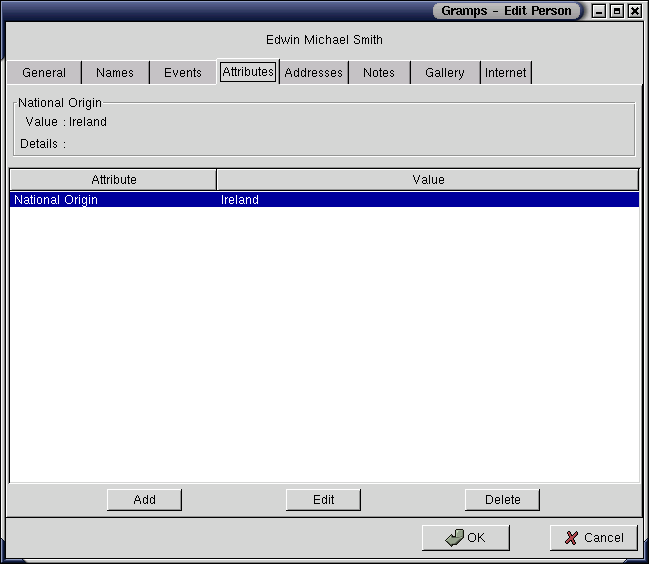 Gramps - Edit Person
Edwin Michael Smith
General Names Events Attributes Addresses Notes Gallery Internet
National Origin
Value : Ireland
Details :
Attribute Value
National Origin Ireland
Add Edit Delete
OK Cancel